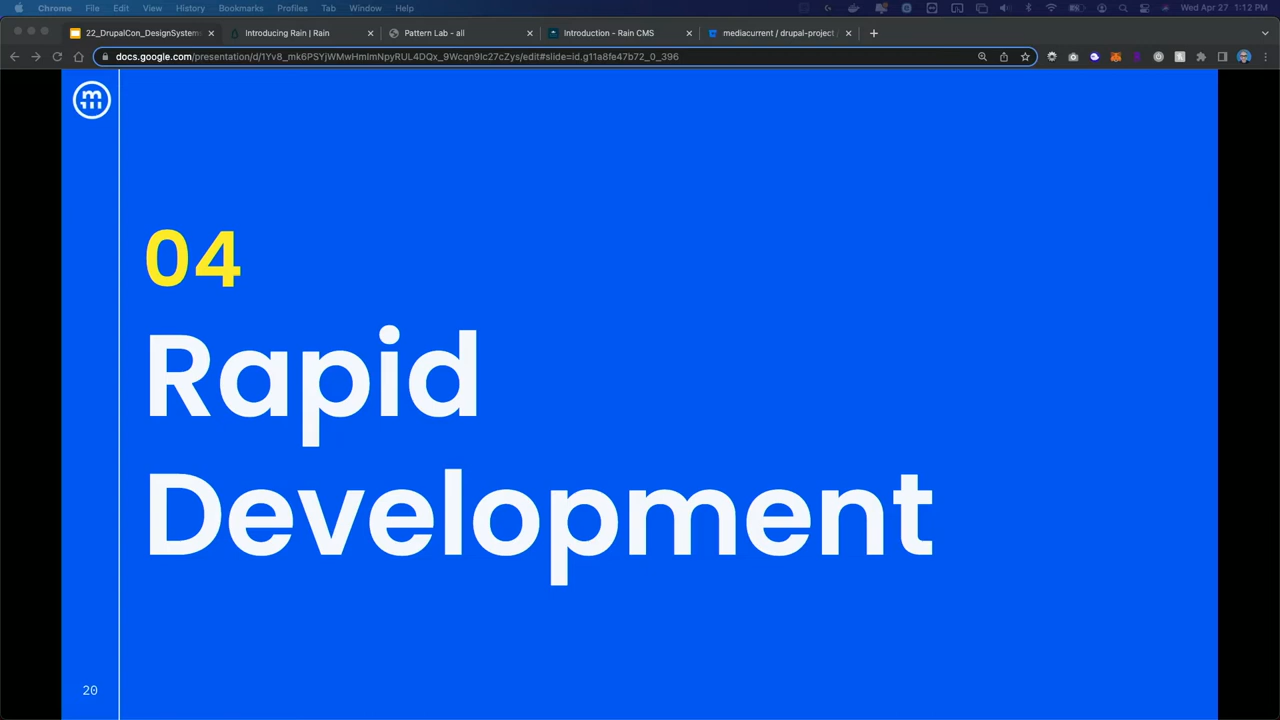 Chrome File Edit View History Bookmarks Profiles Tab Window Help
Wed Apr 27 1:12 PM
22_DrupalCon_DesignSystem
Introducing Rain | Rain
Pattern Lab - all
Introduction - Rain CMS
mediacurrent / drupal-project /
docs.google.com/presentation/d/1Yv8_mk6PSYjWMwHmImNpyRUL4DQx_9Wcqn9Ic27cZys/edit#slide=id.g11a8fe47b72_0_396
m
04
Rapid
Development
20